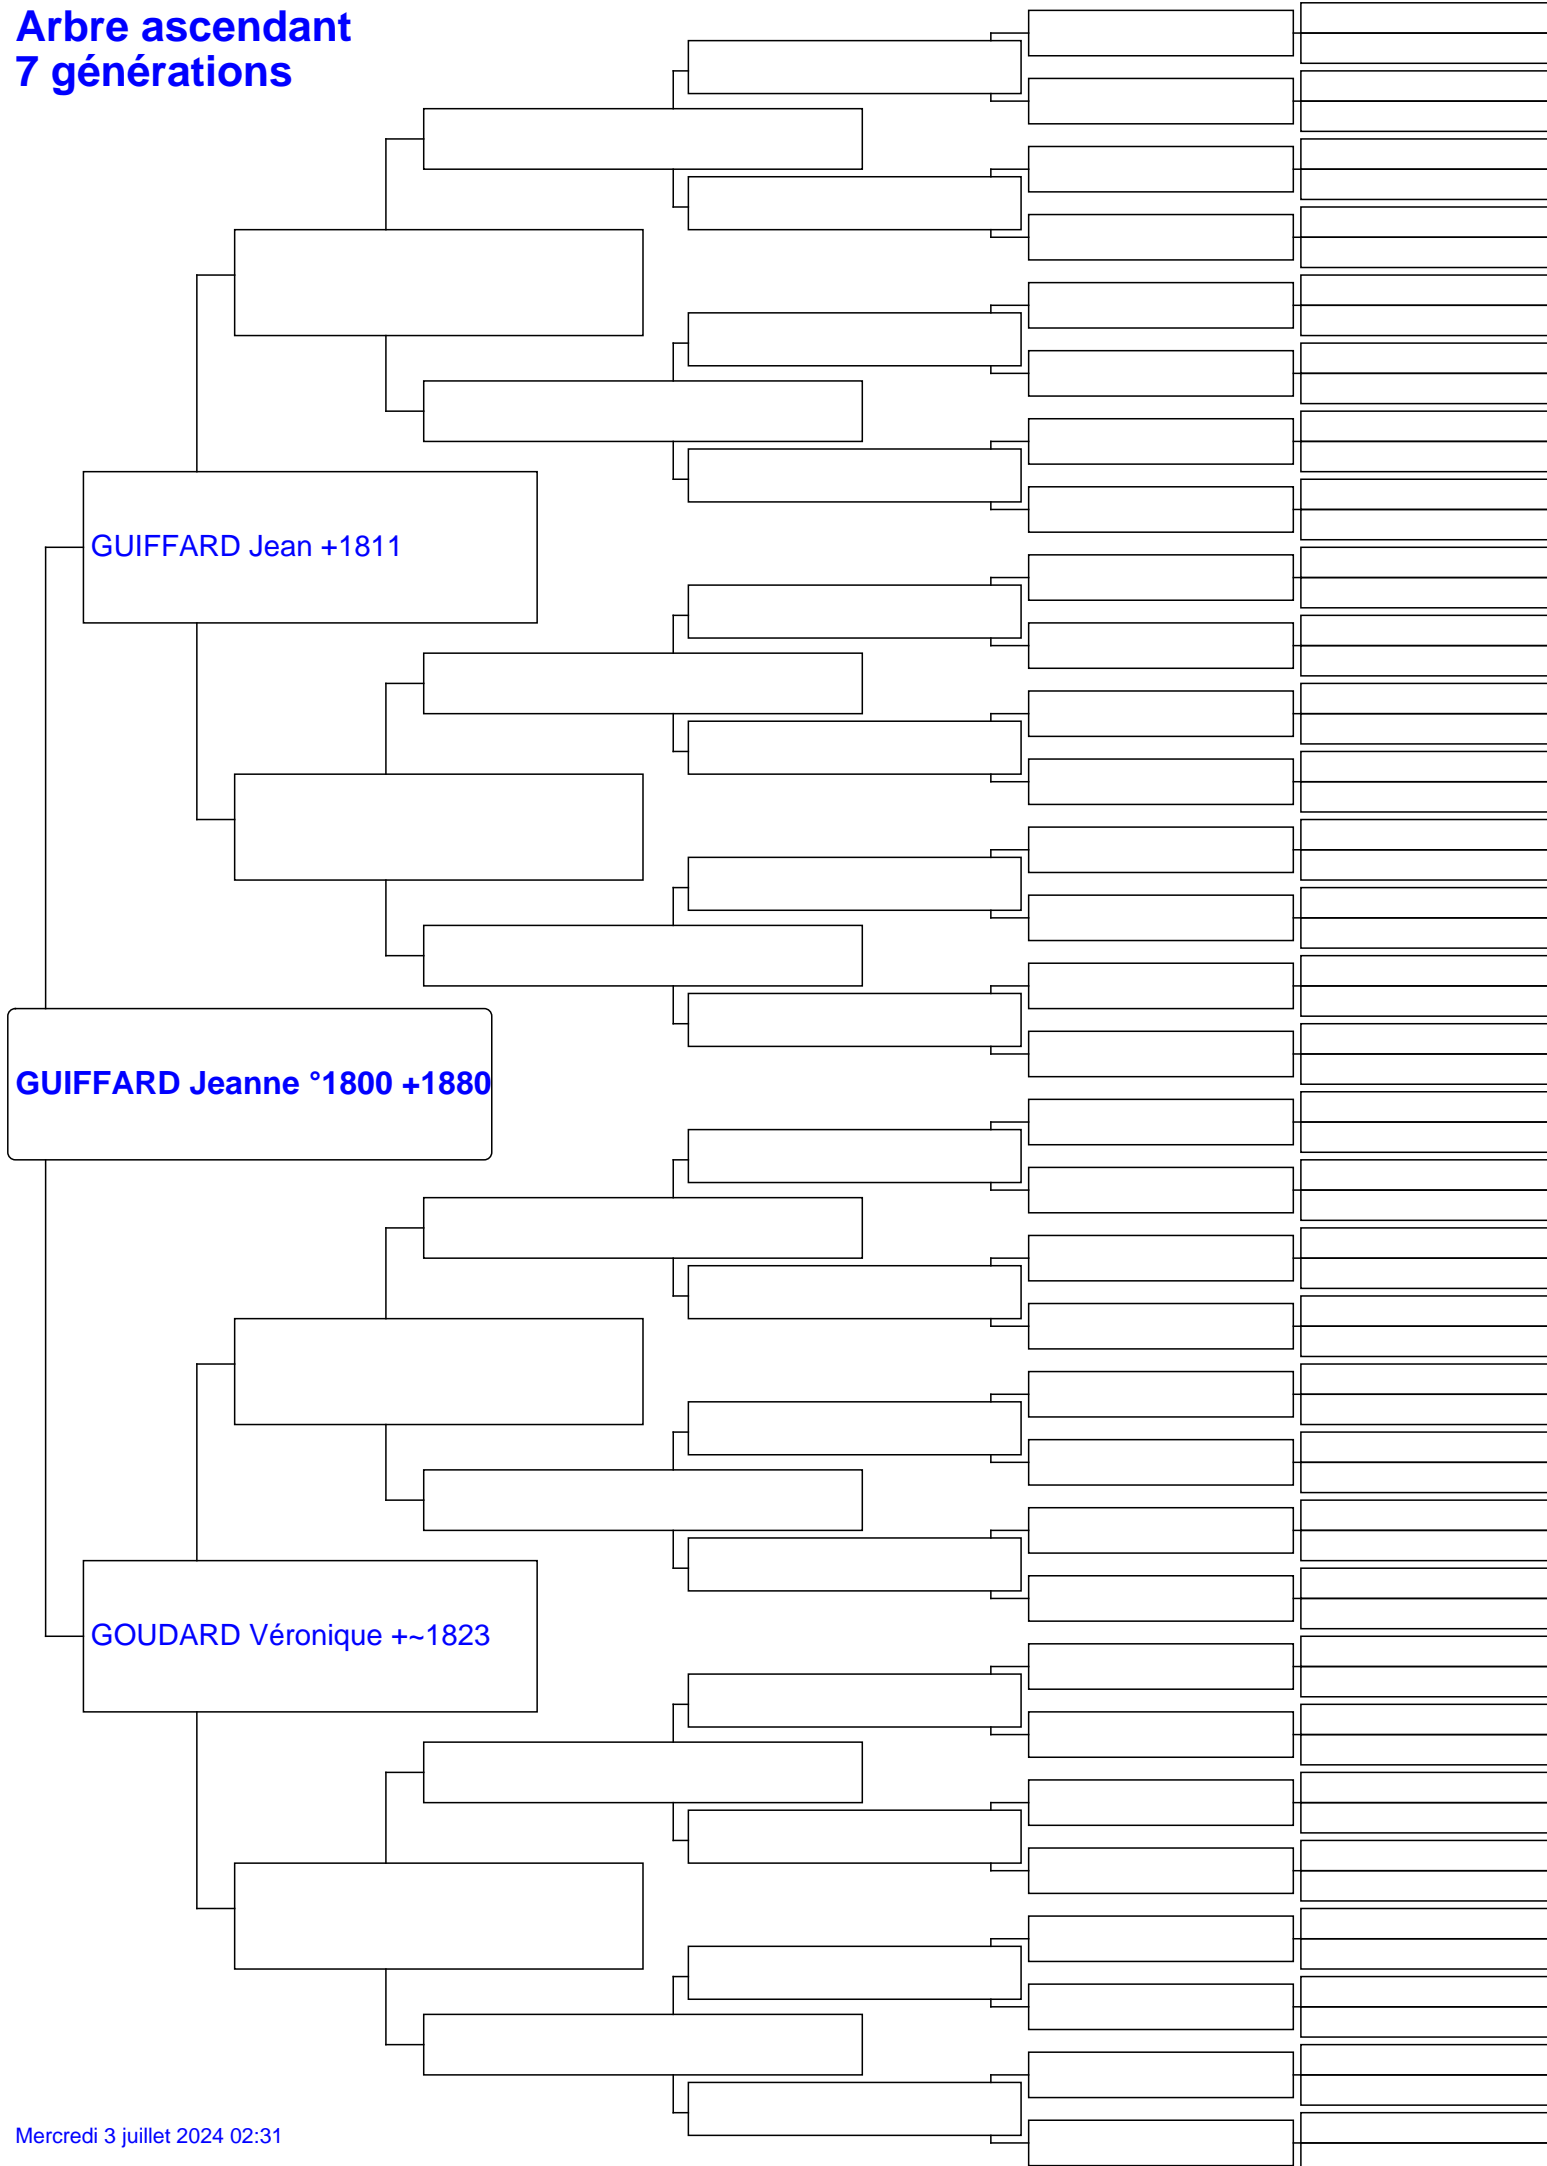 Arbre ascendant
7 générations
GUIFFARD Jean +1811
GUIFFARD Jeanne °1800 +1880
GOUDARD Véronique +~1823
Mercredi 3 juillet 2024 02:31